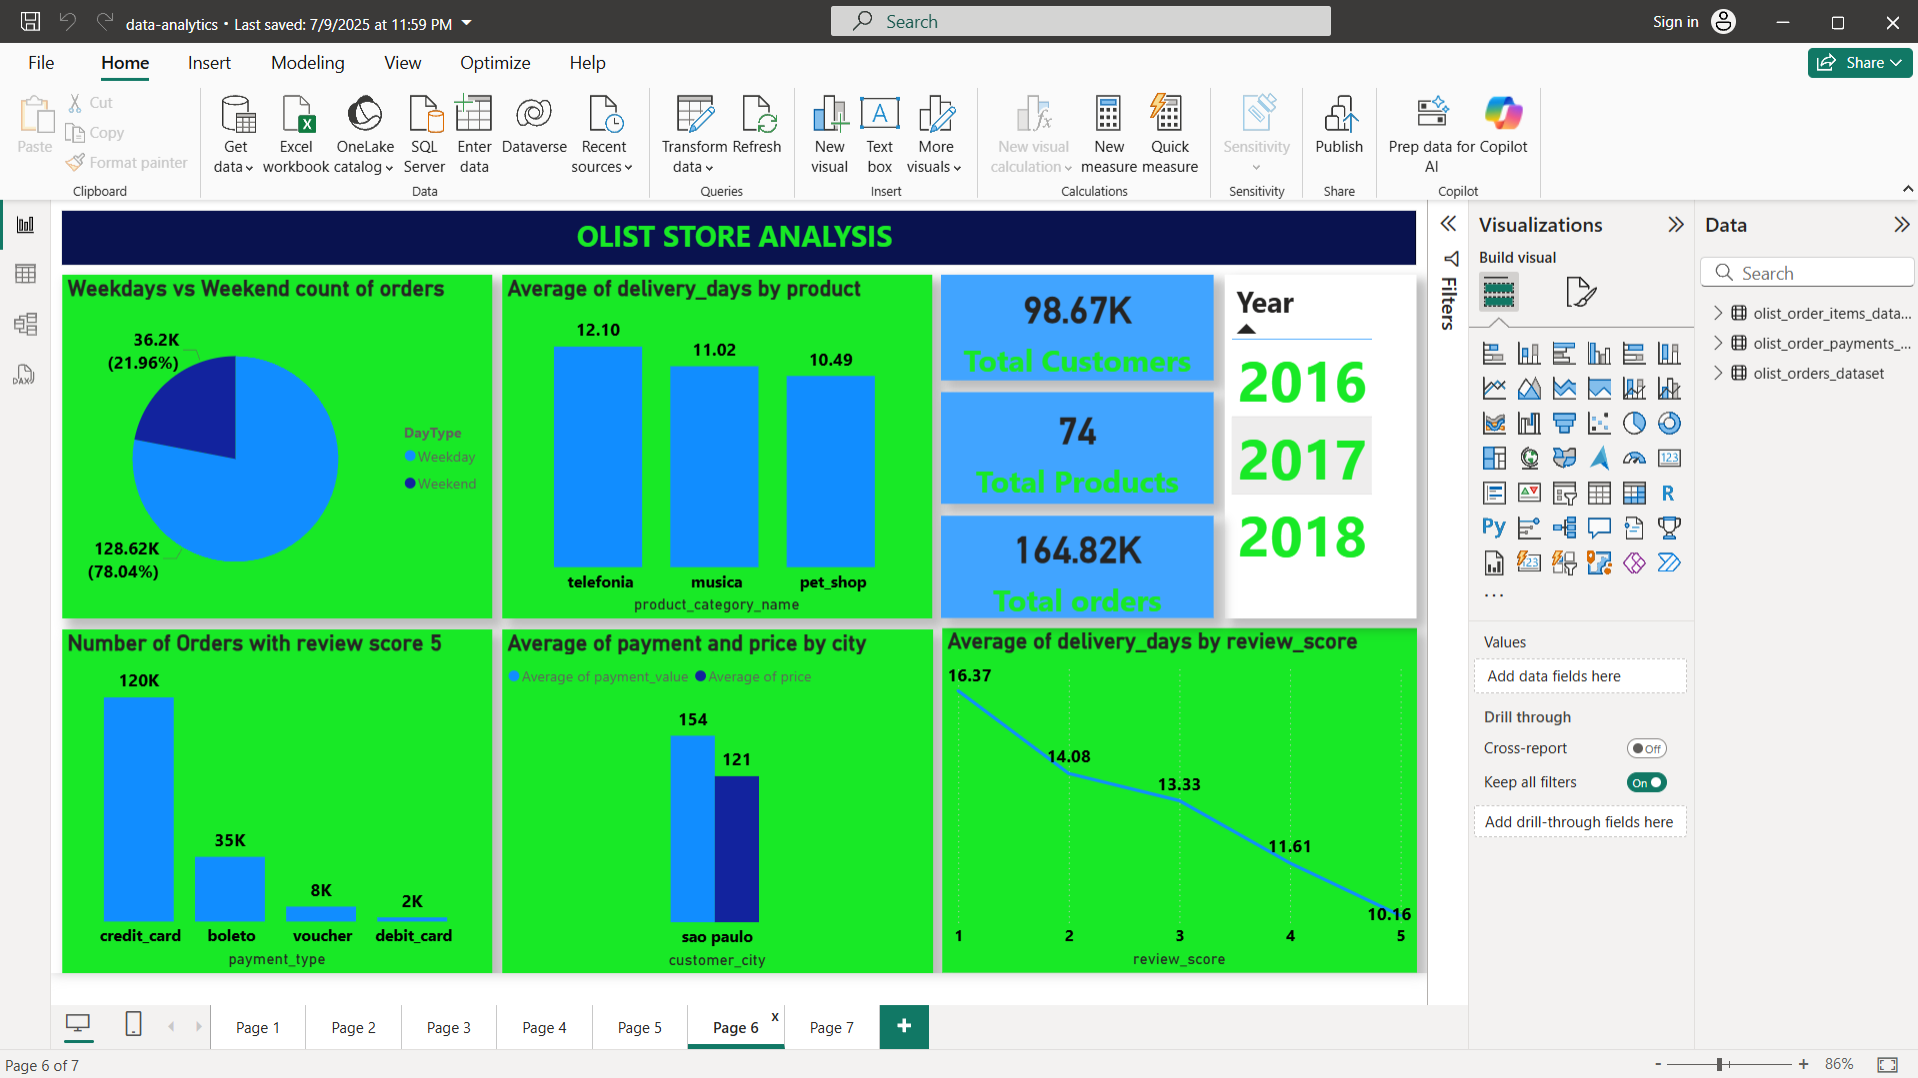 data-analytics • Last saved: 7/9/2025 at 11:59 PM
Search
Sign in
File
Home
Insert
Modeling
View
Optimize
Help
Share
Paste
Cut
Copy
Format painter
Clipboard
Get data
Excel workbook
OneLake catalog
SQL Server
Enter data
Dataverse
Recent sources
Data
Transform data
Refresh
Queries
New visual
Text box
More visuals
Insert
New visual calculation
New measure
Quick measure
Calculations
Sensitivity
Sensitivity
Publish
Share
Prep data for AI
Copilot
Copilot
OLIST STORE ANALYSIS
Weekdays vs Weekend count of orders
36.2K
(21.96%)
DayType
Weekday
Weekend
128.62K
(78.04%)
Average of delivery_days by product
12.10
11.02
10.49
telefonia
musica
pet_shop
product_category_name
98.67K
Total Customers
74
Total Products
164.82K
Total orders
Year
2016
2017
2018
Number of Orders with review score 5
120K
35K
8K
2K
credit_card
boleto
voucher
debit_card
payment_type
Average of payment and price by city
Average of payment_value
Average of price
154
121
sao paulo
customer_city
Average of delivery_days by review_score
16.37
14.08
13.33
11.61
10.16
1
2
3
4
5
review_score
Filters
Visualizations
Build visual
123
R
Py
123
...
Values
Add data fields here
Drill through
Cross-report
Off
Keep all filters
On
Add drill-through fields here
Data
Search
olist_order_items_data...
olist_order_payments_...
olist_orders_dataset
DAX
Page 1
Page 2
Page 3
Page 4
Page 5
Page 6
x
Page 7
+
Page 6 of 7
-
+
86%